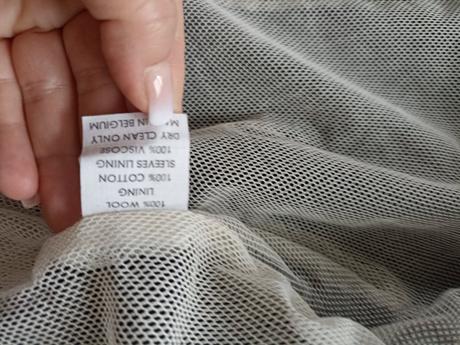 100% WOOL
LINING
100% COTTON
SLEEVES LINING
100% VISCOSE
DRY CLEAN ONLY
IN BELGIUM